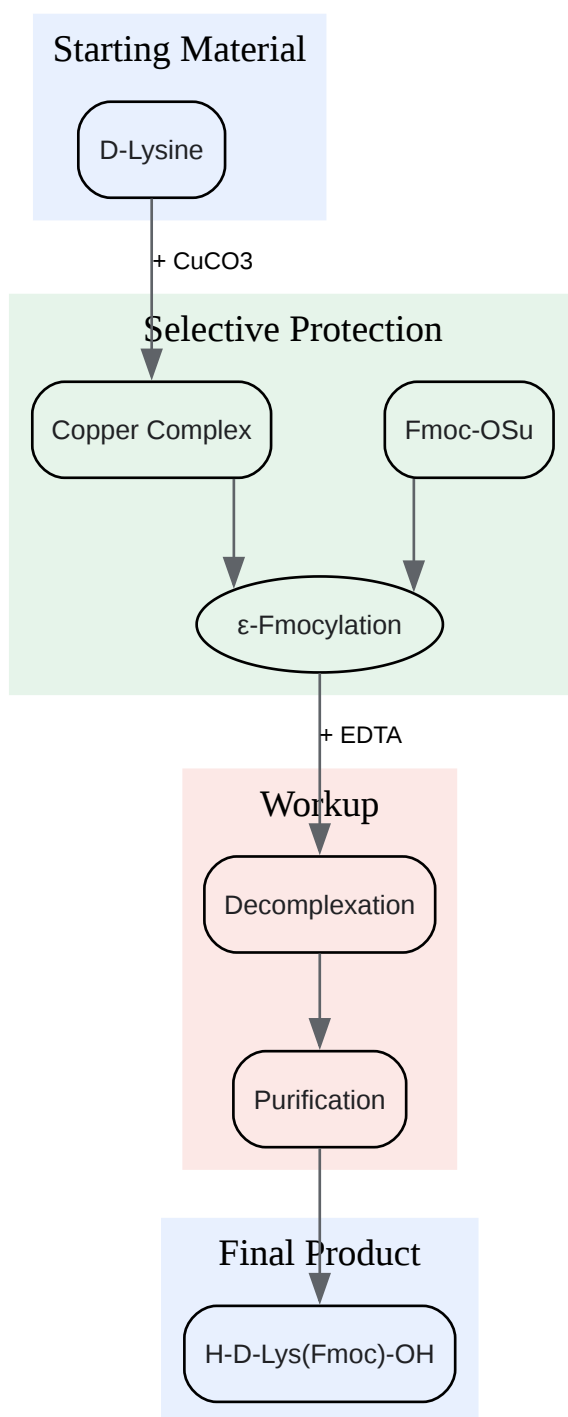 Starting Material
D-Lysine
+ CuCO3
Selective Protection
Copper Complex
Fmoc-OSu
ε-Fmocylation
+ EDTA
Workup
Decomplexation
Purification
Final Product
H-D-Lys(Fmoc)-OH